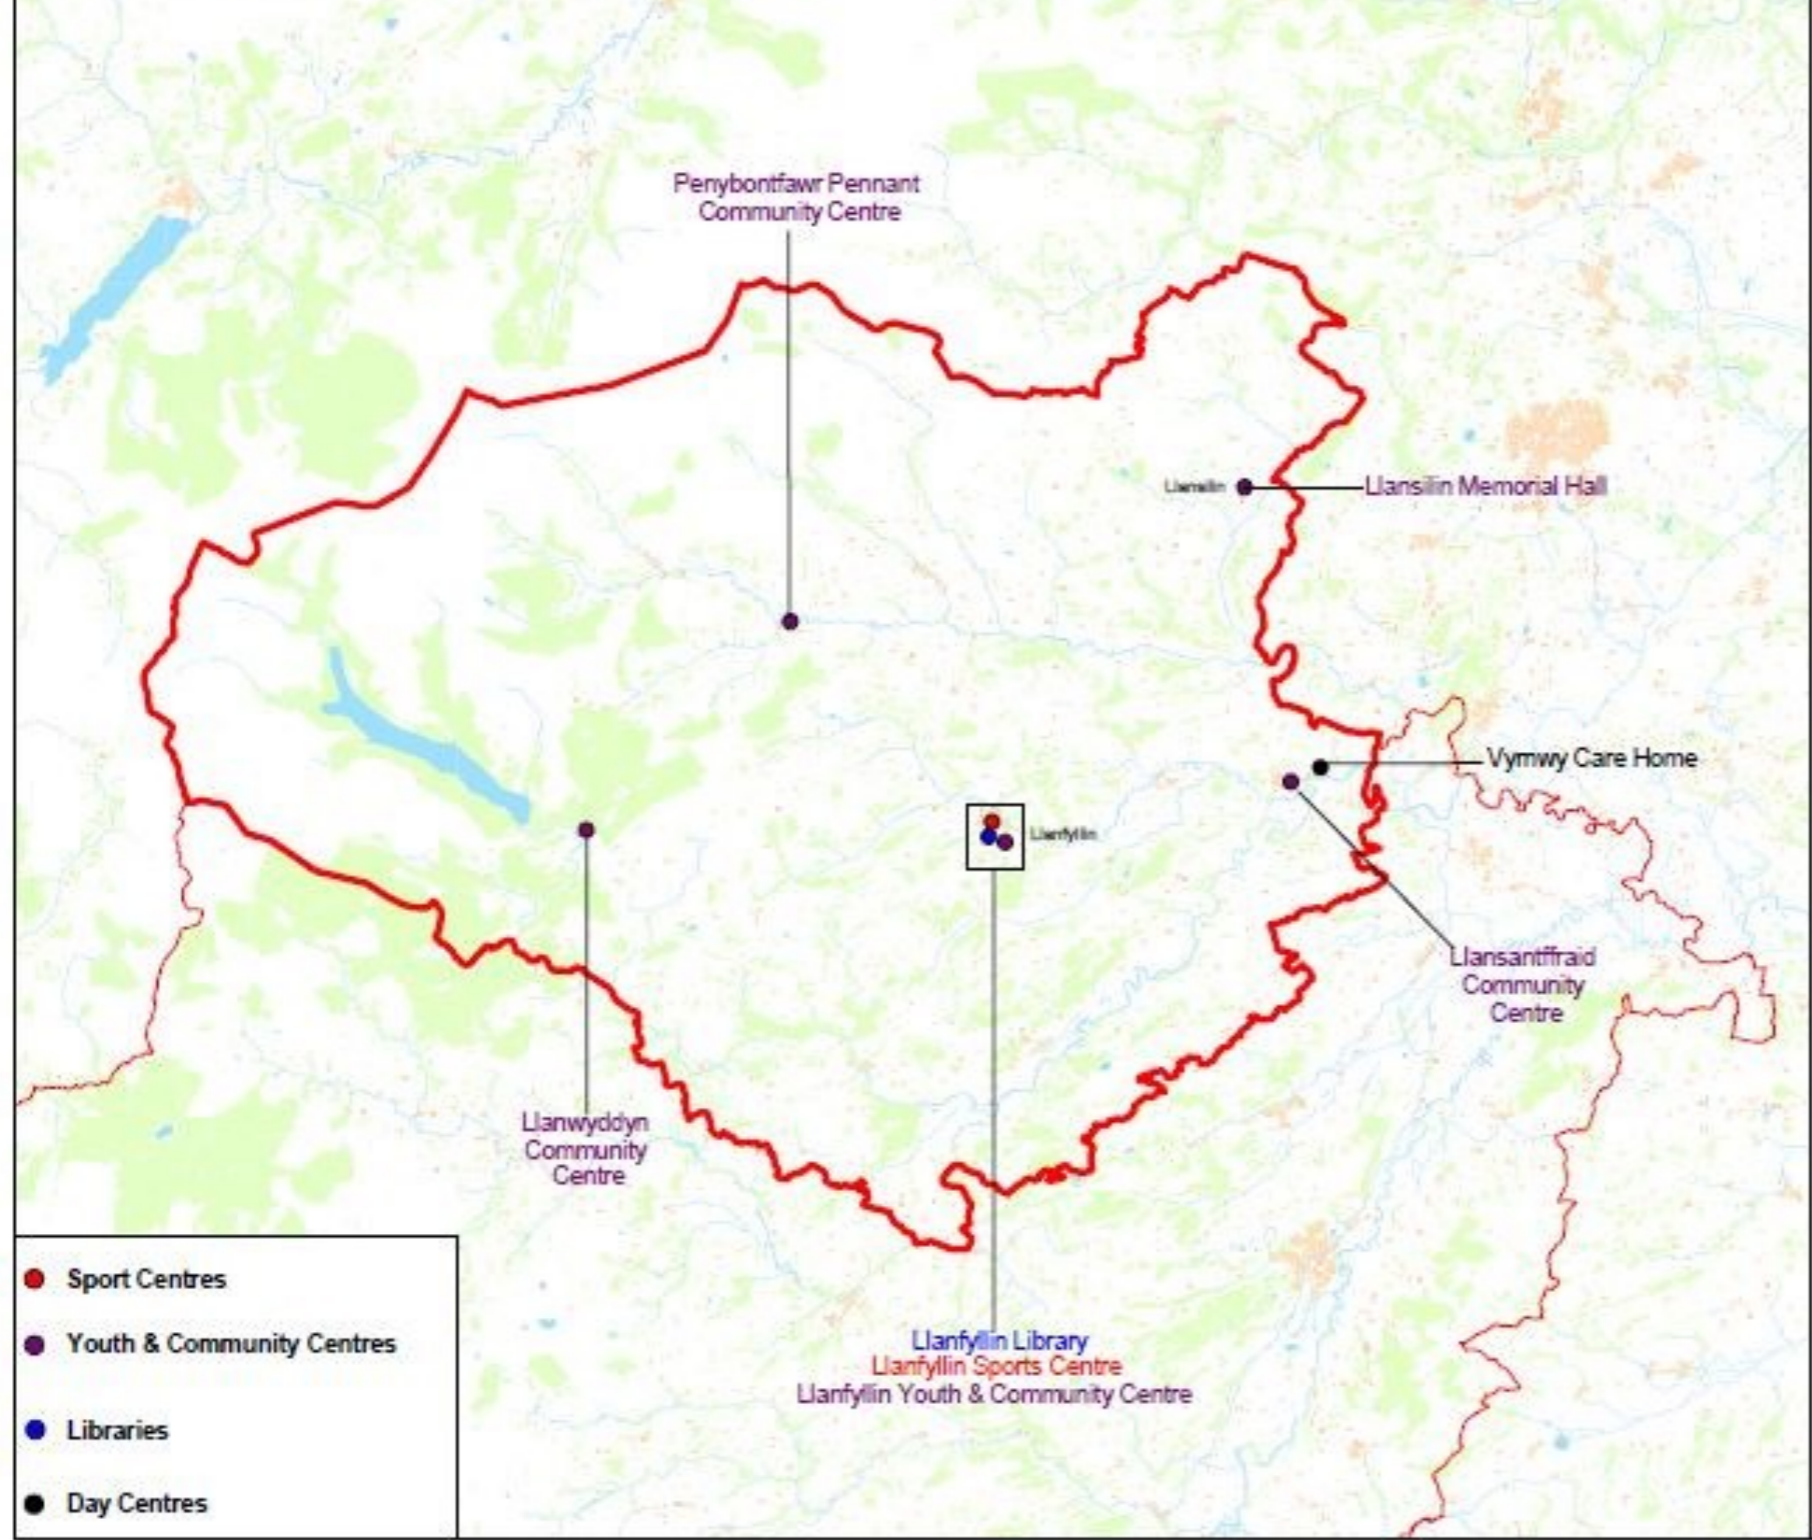 Penybontfawr Pennant
Community Centre
Llansilin
Llansilin Memorial Hall
Vyrnwy Care Home
Llanfyllin
Llansantffraid
Community
Centre
Llanwyddyn
Community
Centre
Llanfyllin Library
Llanfyllin Sports Centre
Llanfyllin Youth & Community Centre
Sport Centres
Youth & Community Centres
Libraries
Day Centres